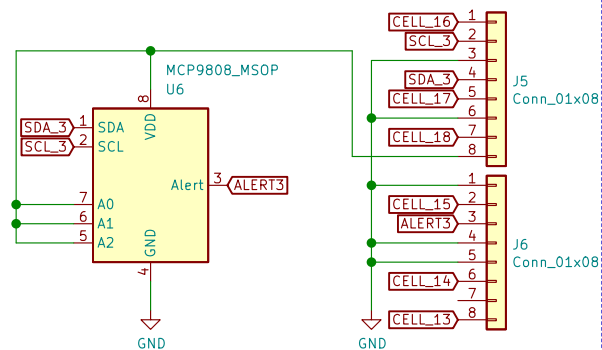 MCP9808_MSOP
U6
8
VDD
SDA_3
1
SDA
SCL_3
2
SCL
Alert
3
ALERT3
7
A0
6
A1
5
A2
GND
4
GND
CELL_16
1
SCL_3
2
3
SDA_3
4
CELL_17
5
6
CELL_18
7
8
J5
Conn_01x08
1
CELL_15
2
ALERT3
3
4
5
CELL_14
6
7
CELL_13
8
J6
Conn_01x08
GND